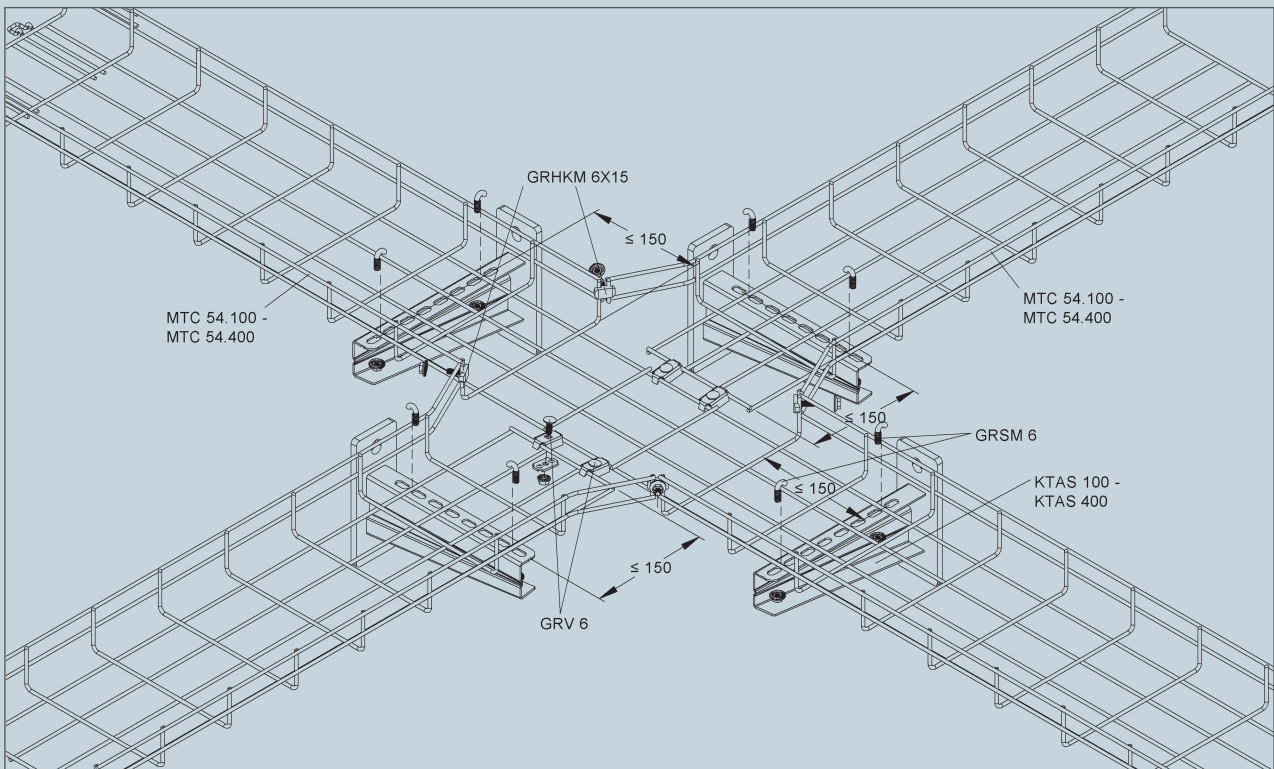 GRHKM 6X15
≤ 150
MTC 54.100 -
MTC 54.400
MTC 54.100 -
MTC 54.400
≤ 150
GRSM 6
≤ 150
KTAS 100 -
KTAS 400
≤ 150
GRV 6